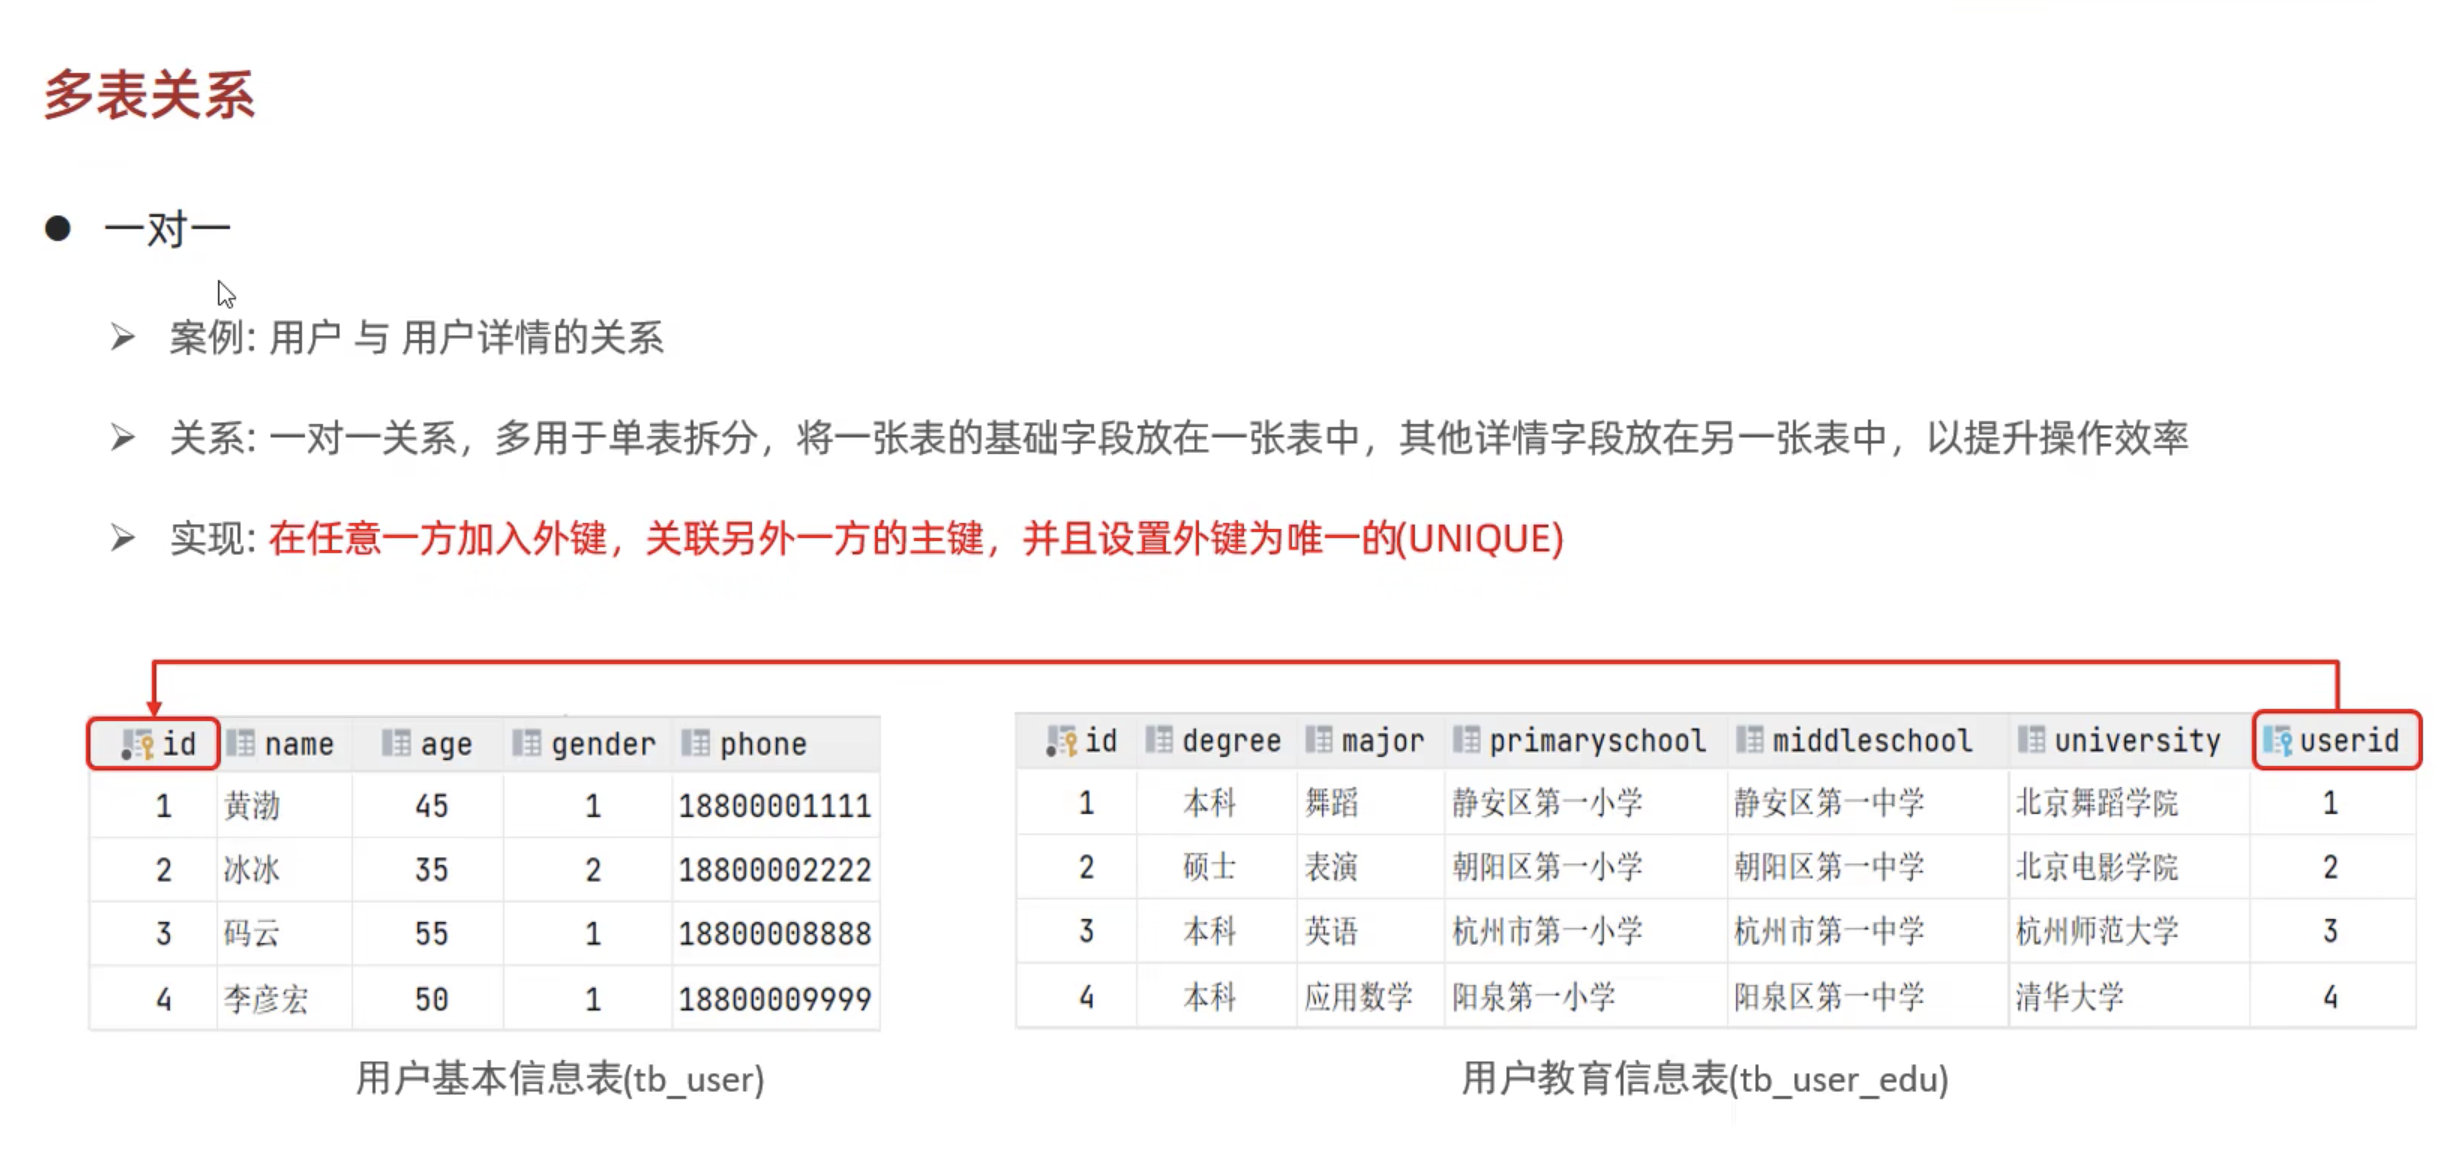 多表关系
一对一
案例: 用户 与 用户详情的关系
关系: 一对一关系，多用于单表拆分，将一张表的基础字段放在一张表中，其他详情字段放在另一张表中，以提升操作效率
实现: 在任意一方加入外键，关联另外一方的主键，并且设置外键为唯一的(UNIQUE)
id name age gender phone
1 黄渤 45 1 18800001111
2 冰冰 35 2 18800002222
3 码云 55 1 18800008888
4 李彦宏 50 1 18800009999
用户基本信息表(tb_user)
id degree major primaryschool middleschool university userid
1 本科 舞蹈 静安区第一小学 静安区第一中学 北京舞蹈学院 1
2 硕士 表演 朝阳区第一小学 朝阳区第一中学 北京电影学院 2
3 本科 英语 杭州市第一小学 杭州市第一中学 杭州师范大学 3
4 本科 应用数学 阳泉第一小学 阳泉区第一中学 清华大学 4
用户教育信息表(tb_user_edu)